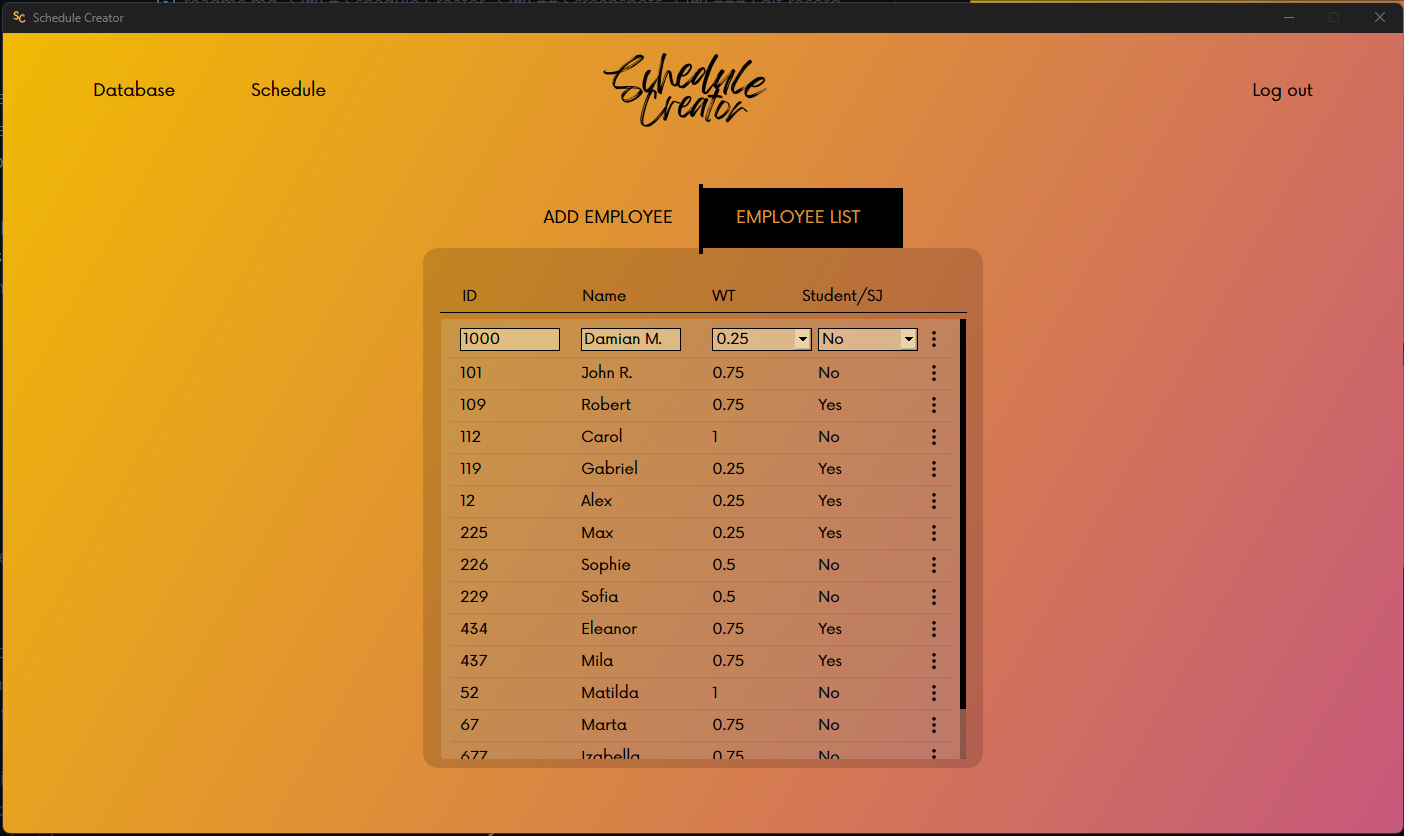 SC Schedule Creator
Database Schedule Schedule Creator Log out
ADD EMPLOYEE EMPLOYEE LIST
ID Name WT Student/SJ
1000 Damian M. 0.25 No
101 John R. 0.75 No
109 Robert 0.75 Yes
112 Carol 1 No
119 Gabriel 0.25 Yes
12 Alex 0.25 Yes
225 Max 0.25 Yes
226 Sophie 0.5 No
229 Sofia 0.5 No
434 Eleanor 0.75 Yes
437 Mila 0.75 Yes
52 Matilda 1 No
67 Marta 0.75 No
677 Izabella 0.75 No